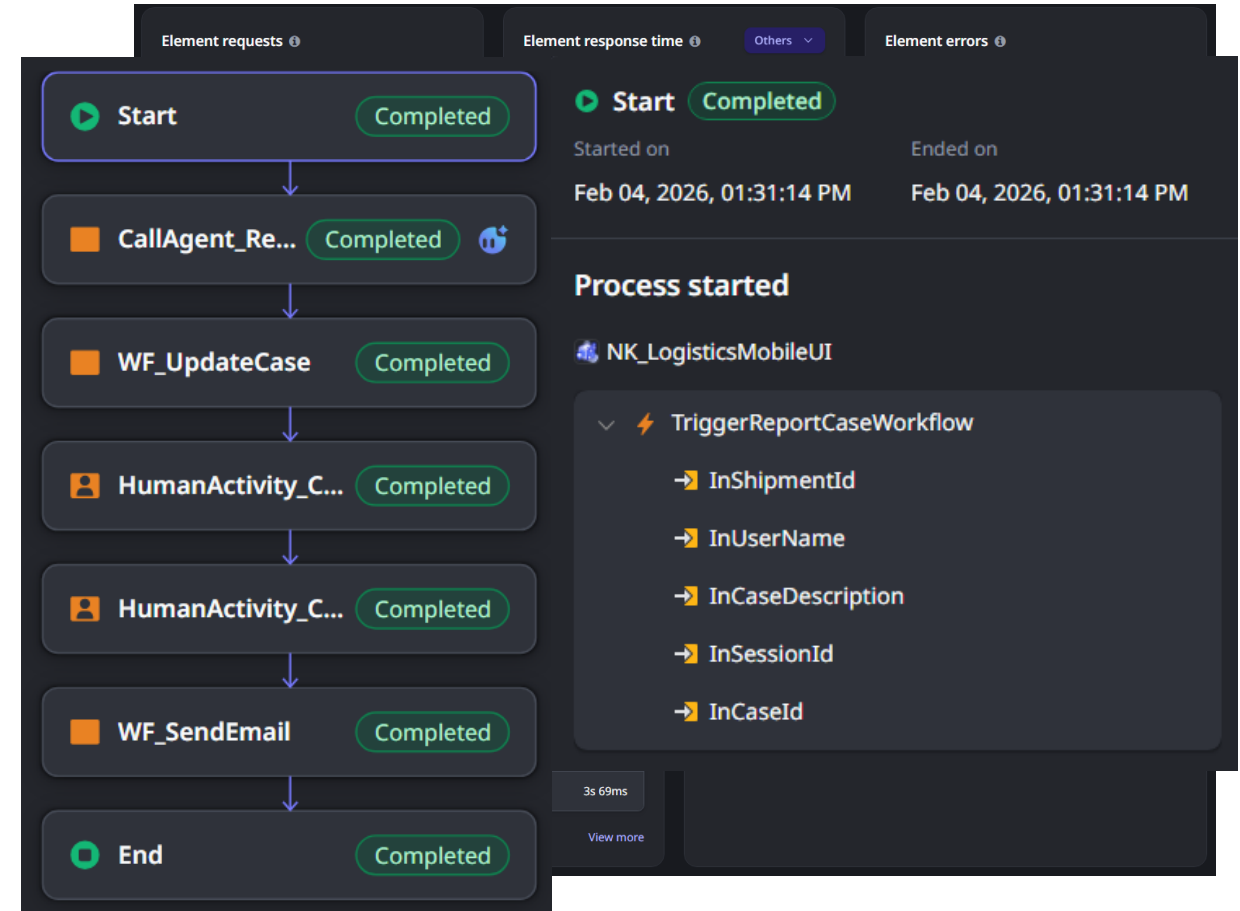 Element requests
Element response time
Others
Element errors
Start
Completed
CallAgent_Re...
Completed
WF_UpdateCase
Completed
HumanActivity_C...
Completed
HumanActivity_C...
Completed
WF_SendEmail
Completed
End
Completed
Start
Completed
Started on
Ended on
Feb 04, 2026, 01:31:14 PM
Feb 04, 2026, 01:31:14 PM
Process started
NK_LogisticsMobileUI
TriggerReportCaseWorkflow
InShipmentId
InUserName
InCaseDescription
InSessionId
InCaseId
3s 69ms
View more